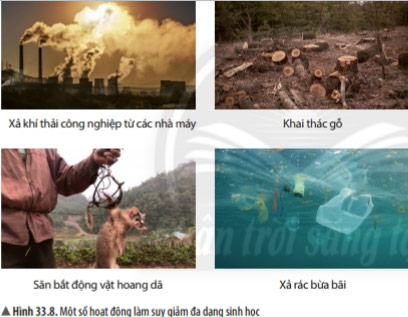 Xả khí thải công nghiệp từ các nhà máy
Khai thác gỗ
Săn bắt động vật hoang dã
Xả rác bừa bãi
▲ Hình 33.8. Một số hoạt động làm suy giảm đa dạng sinh học